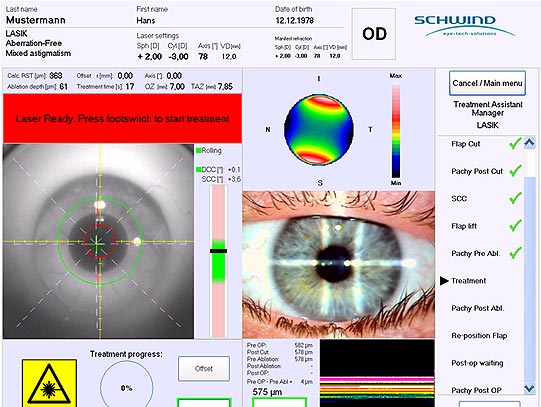 Last name First name Date of birth
Mustermann Hans 12.12.1978
LASIK
Aberration-Free
Mixed astigmatism
Laser settings
Sph [D] Cyl [D] Axis [°] VD [mm]
+ 2,00 -3,00 78 12,0
Manifest refraction
Sph [D] Cyl [D] Axis [°] VD [mm]
+ 2,00 -3,00 78 12,0
OD
SCHWIND
eye-tech-solutions
Calc. RST [µm] 363 Offset r [mm] 0,00 Axis [°] 0,00
Ablation depth [µm] 61 Treatment time [s] 17 OZ [mm] 7,00 TAZ [mm] 7,85
Laser Ready. Press footswitch to start treatment
Rolling
DCC [°] +0,1
SCC [°] +3,6
I
N T
S
Max
Min
Cancel / Main menu
Treatment Assistant
Manager
LASIK
Flap Cut
Pachy Post Cut
SCC
Flap lift
Pachy Pre Abl.
Treatment
Pachy Post Abl.
Re-position Flap
Post-op waiting
Pachy Post OP
Treatment progress:
0%
Offset
Pre OP: 582 µm
Post Cut 578 µm
Pre Ablation: 578 µm
Post Ablation: -
Post OP: -
Pre OP - Pre Abl = 4 µm
575 µm